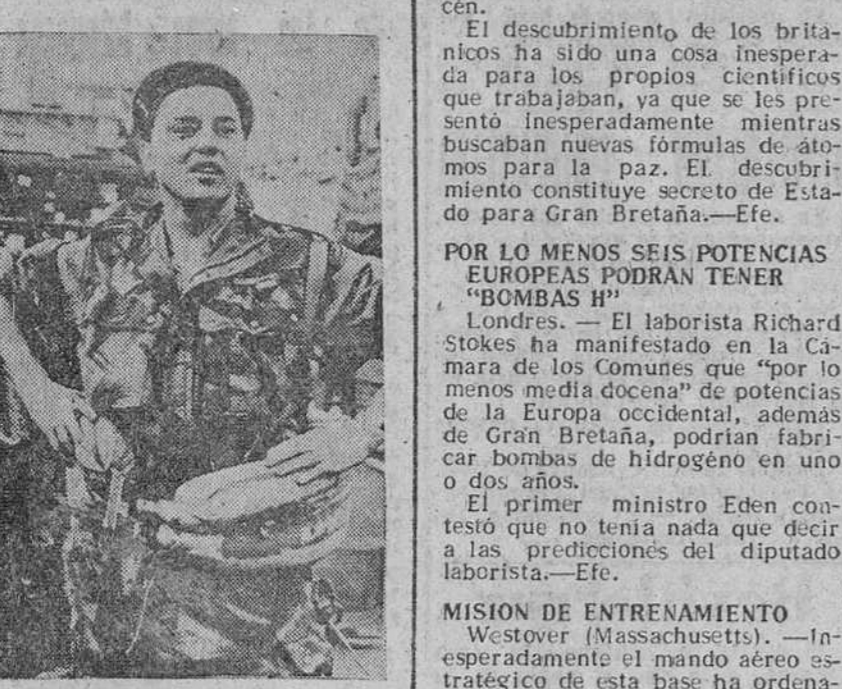 cén.
El descubrimiento de los britá-
nicos ha sido una cosa inespera-
da para los propios científicos
que trabajaban, ya que se les pre-
sentó inesperadamente mientras
buscaban nuevas fórmulas de áto-
mos para la paz. El descubri-
miento constituye secreto de Esta-
do para Gran Bretaña.—Efe.
POR LO MENOS SEIS POTENCIAS
EUROPEAS PODRAN TENER
"BOMBAS H"
Londres. — El laborista Richard
Stokes ha manifestado en la Cá-
mara de los Comunes que "por lo
menos media docena" de potencias
de la Europa occidental, además
de Gran Bretaña, podrían fabri-
car bombas de hidrogéno en uno
o dos años.
El primer ministro Eden con-
testó que no tenía nada que decir
a las predicciones del diputado
laborista.—Efe.
MISION DE ENTRENAMIENTO
Westover (Massachusetts). —In-
esperadamente el mando aéreo es-
tratégico de esta base ha ordena-